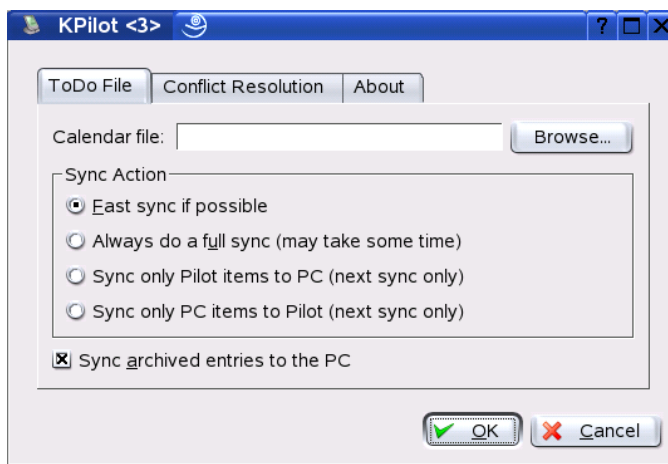 KPilot <3>
ToDo File Conflict Resolution About
Calendar file: Browse...
Sync Action
Fast sync if possible
Always do a full sync (may take some time)
Sync only Pilot items to PC (next sync only)
Sync only PC items to Pilot (next sync only)
Sync archived entries to the PC
OK Cancel